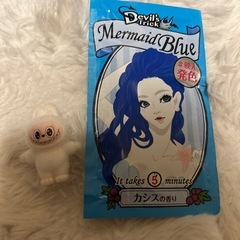 Devil's
Trick
Mermaid Blue
発色
It takes 5 minutes
カシスの香り